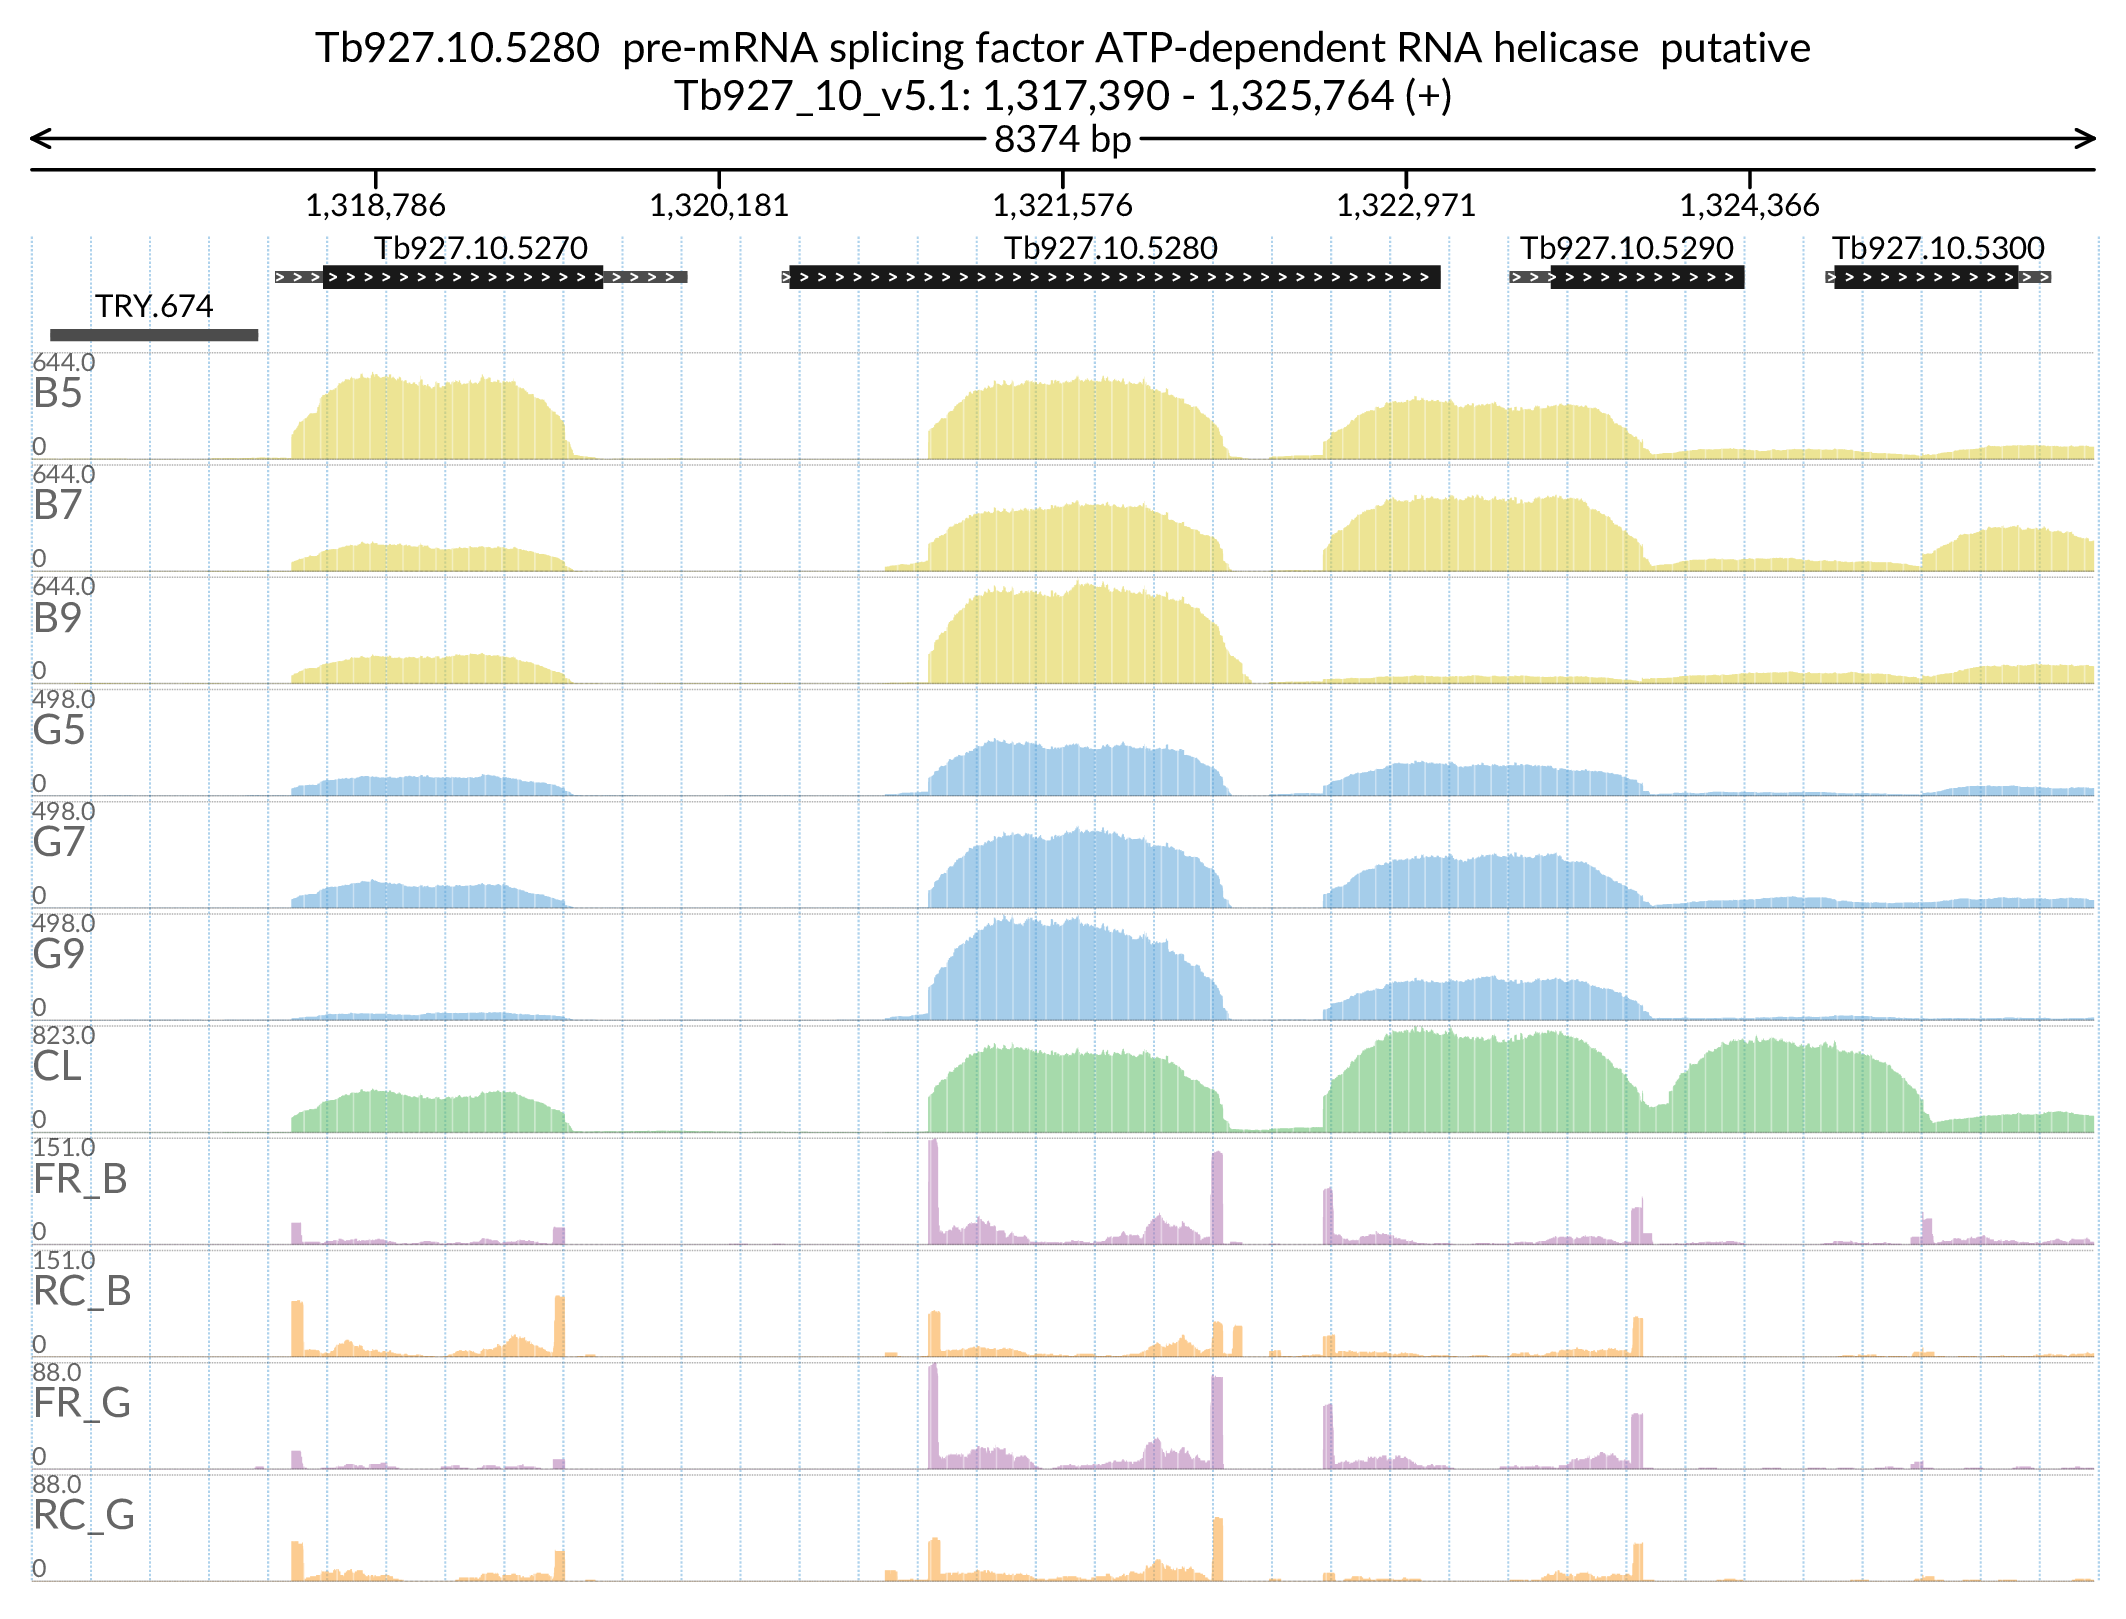 Tb927.10.5280  pre-mRNA splicing factor ATP-dependent RNA helicase  putative
Tb927_10_v5.1: 1,317,390 - 1,325,764 (+)
8374 bp
1,318,786 1,320,181 1,321,576 1,322,971 1,324,366
Tb927.10.5270 Tb927.10.5280 Tb927.10.5290 Tb927.10.5300
TRY.674
644.0
B5
0
644.0
B7
0
644.0
B9
0
498.0
G5
0
498.0
G7
0
498.0
G9
0
823.0
CL
0
151.0
FR_B
0
151.0
RC_B
0
88.0
FR_G
0
88.0
RC_G
0